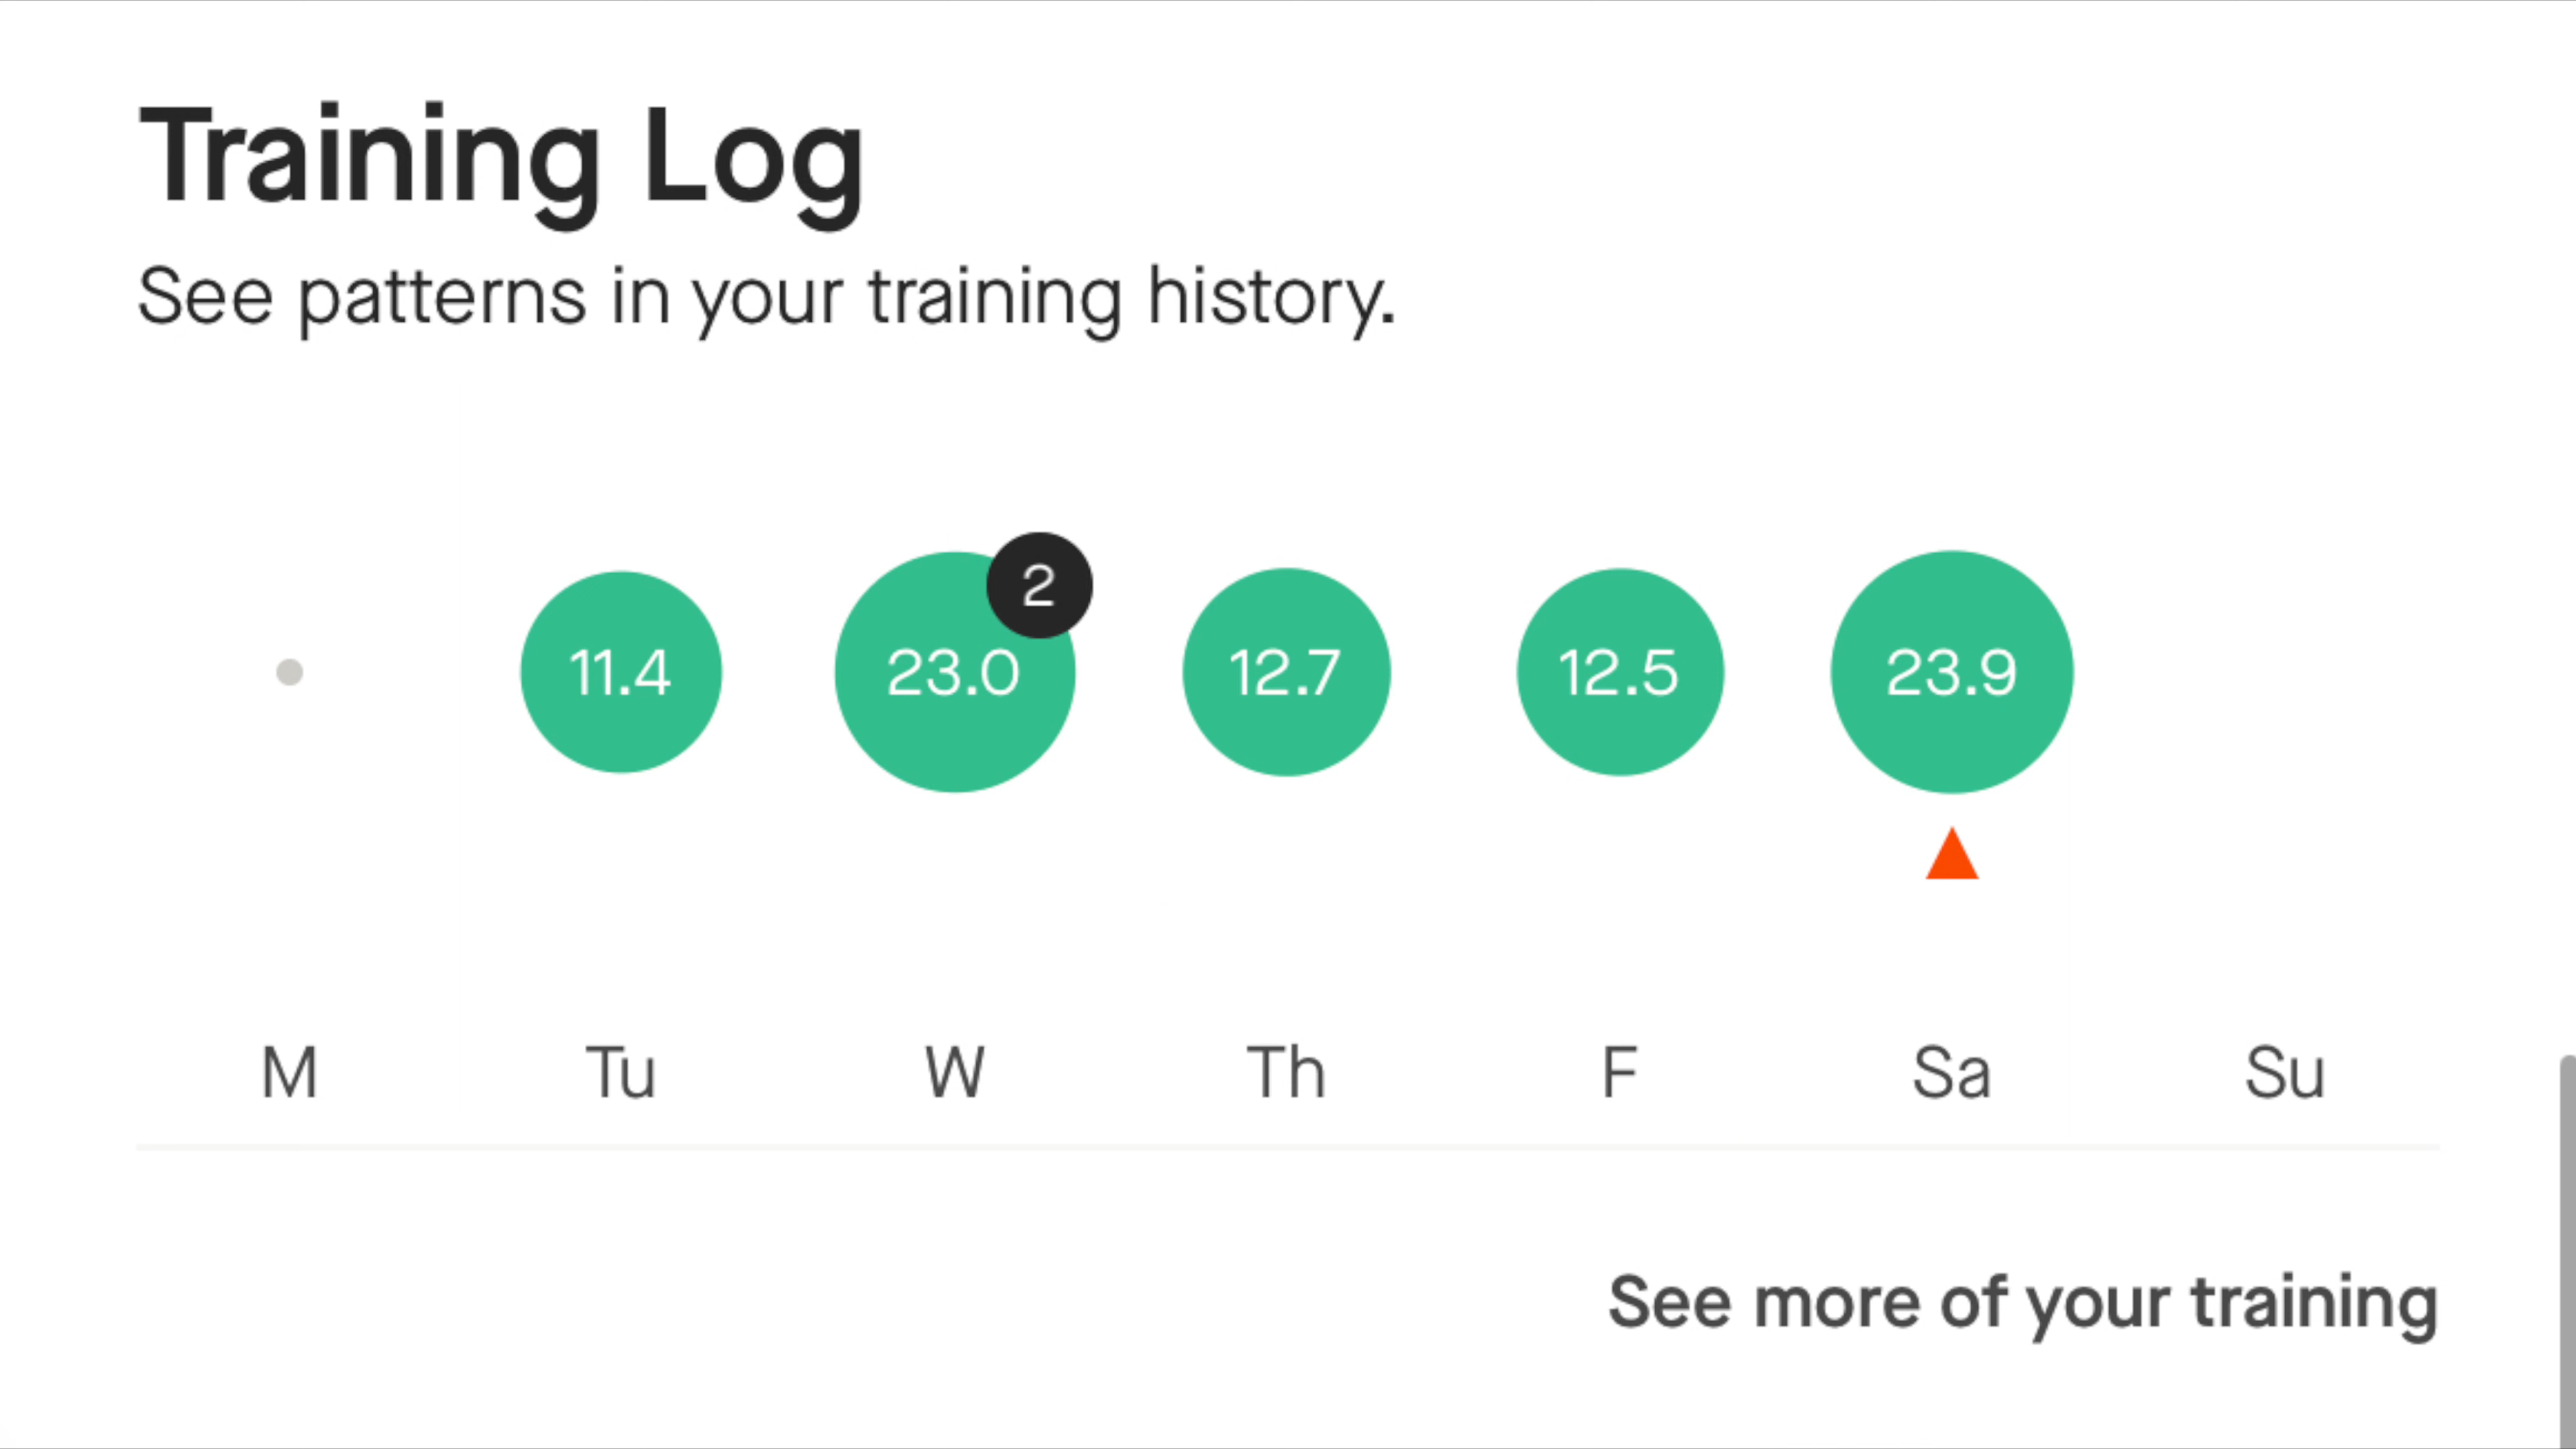 Training Log
See patterns in your training history.
2
11.4 23.0 12.7 12.5 23.9
M Tu W Th F Sa Su
See more of your training